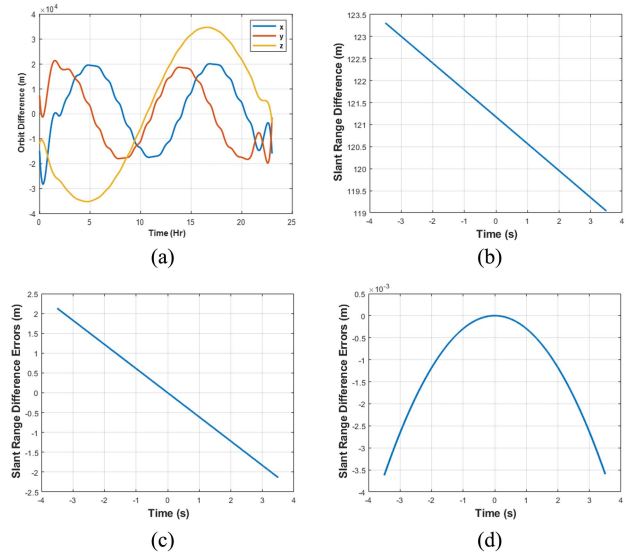 ×10⁻⁴
x
y
z
Orbit Difference (m)
4
3
2
1
0
-1
-2
-3
-4
0 5 10 15 20 25
Time (Hr)
(a)
Slant Range Difference (m)
123.5
123
122.5
122
121.5
121
120.5
120
119.5
119
-4 -3 -2 -1 0 1 2 3 4
Time (s)
(b)
Slant Range Difference Errors (m)
2.5
2
1.5
1
0.5
0
-0.5
-1
-1.5
-2
-2.5
-4 -3 -2 -1 0 1 2 3 4
Time (s)
(c)
×10⁻³
Slant Range Difference Errors (m)
0.5
0
-0.5
-1
-1.5
-2
-2.5
-3
-3.5
-4
-4 -3 -2 -1 0 1 2 3 4
Time (s)
(d)